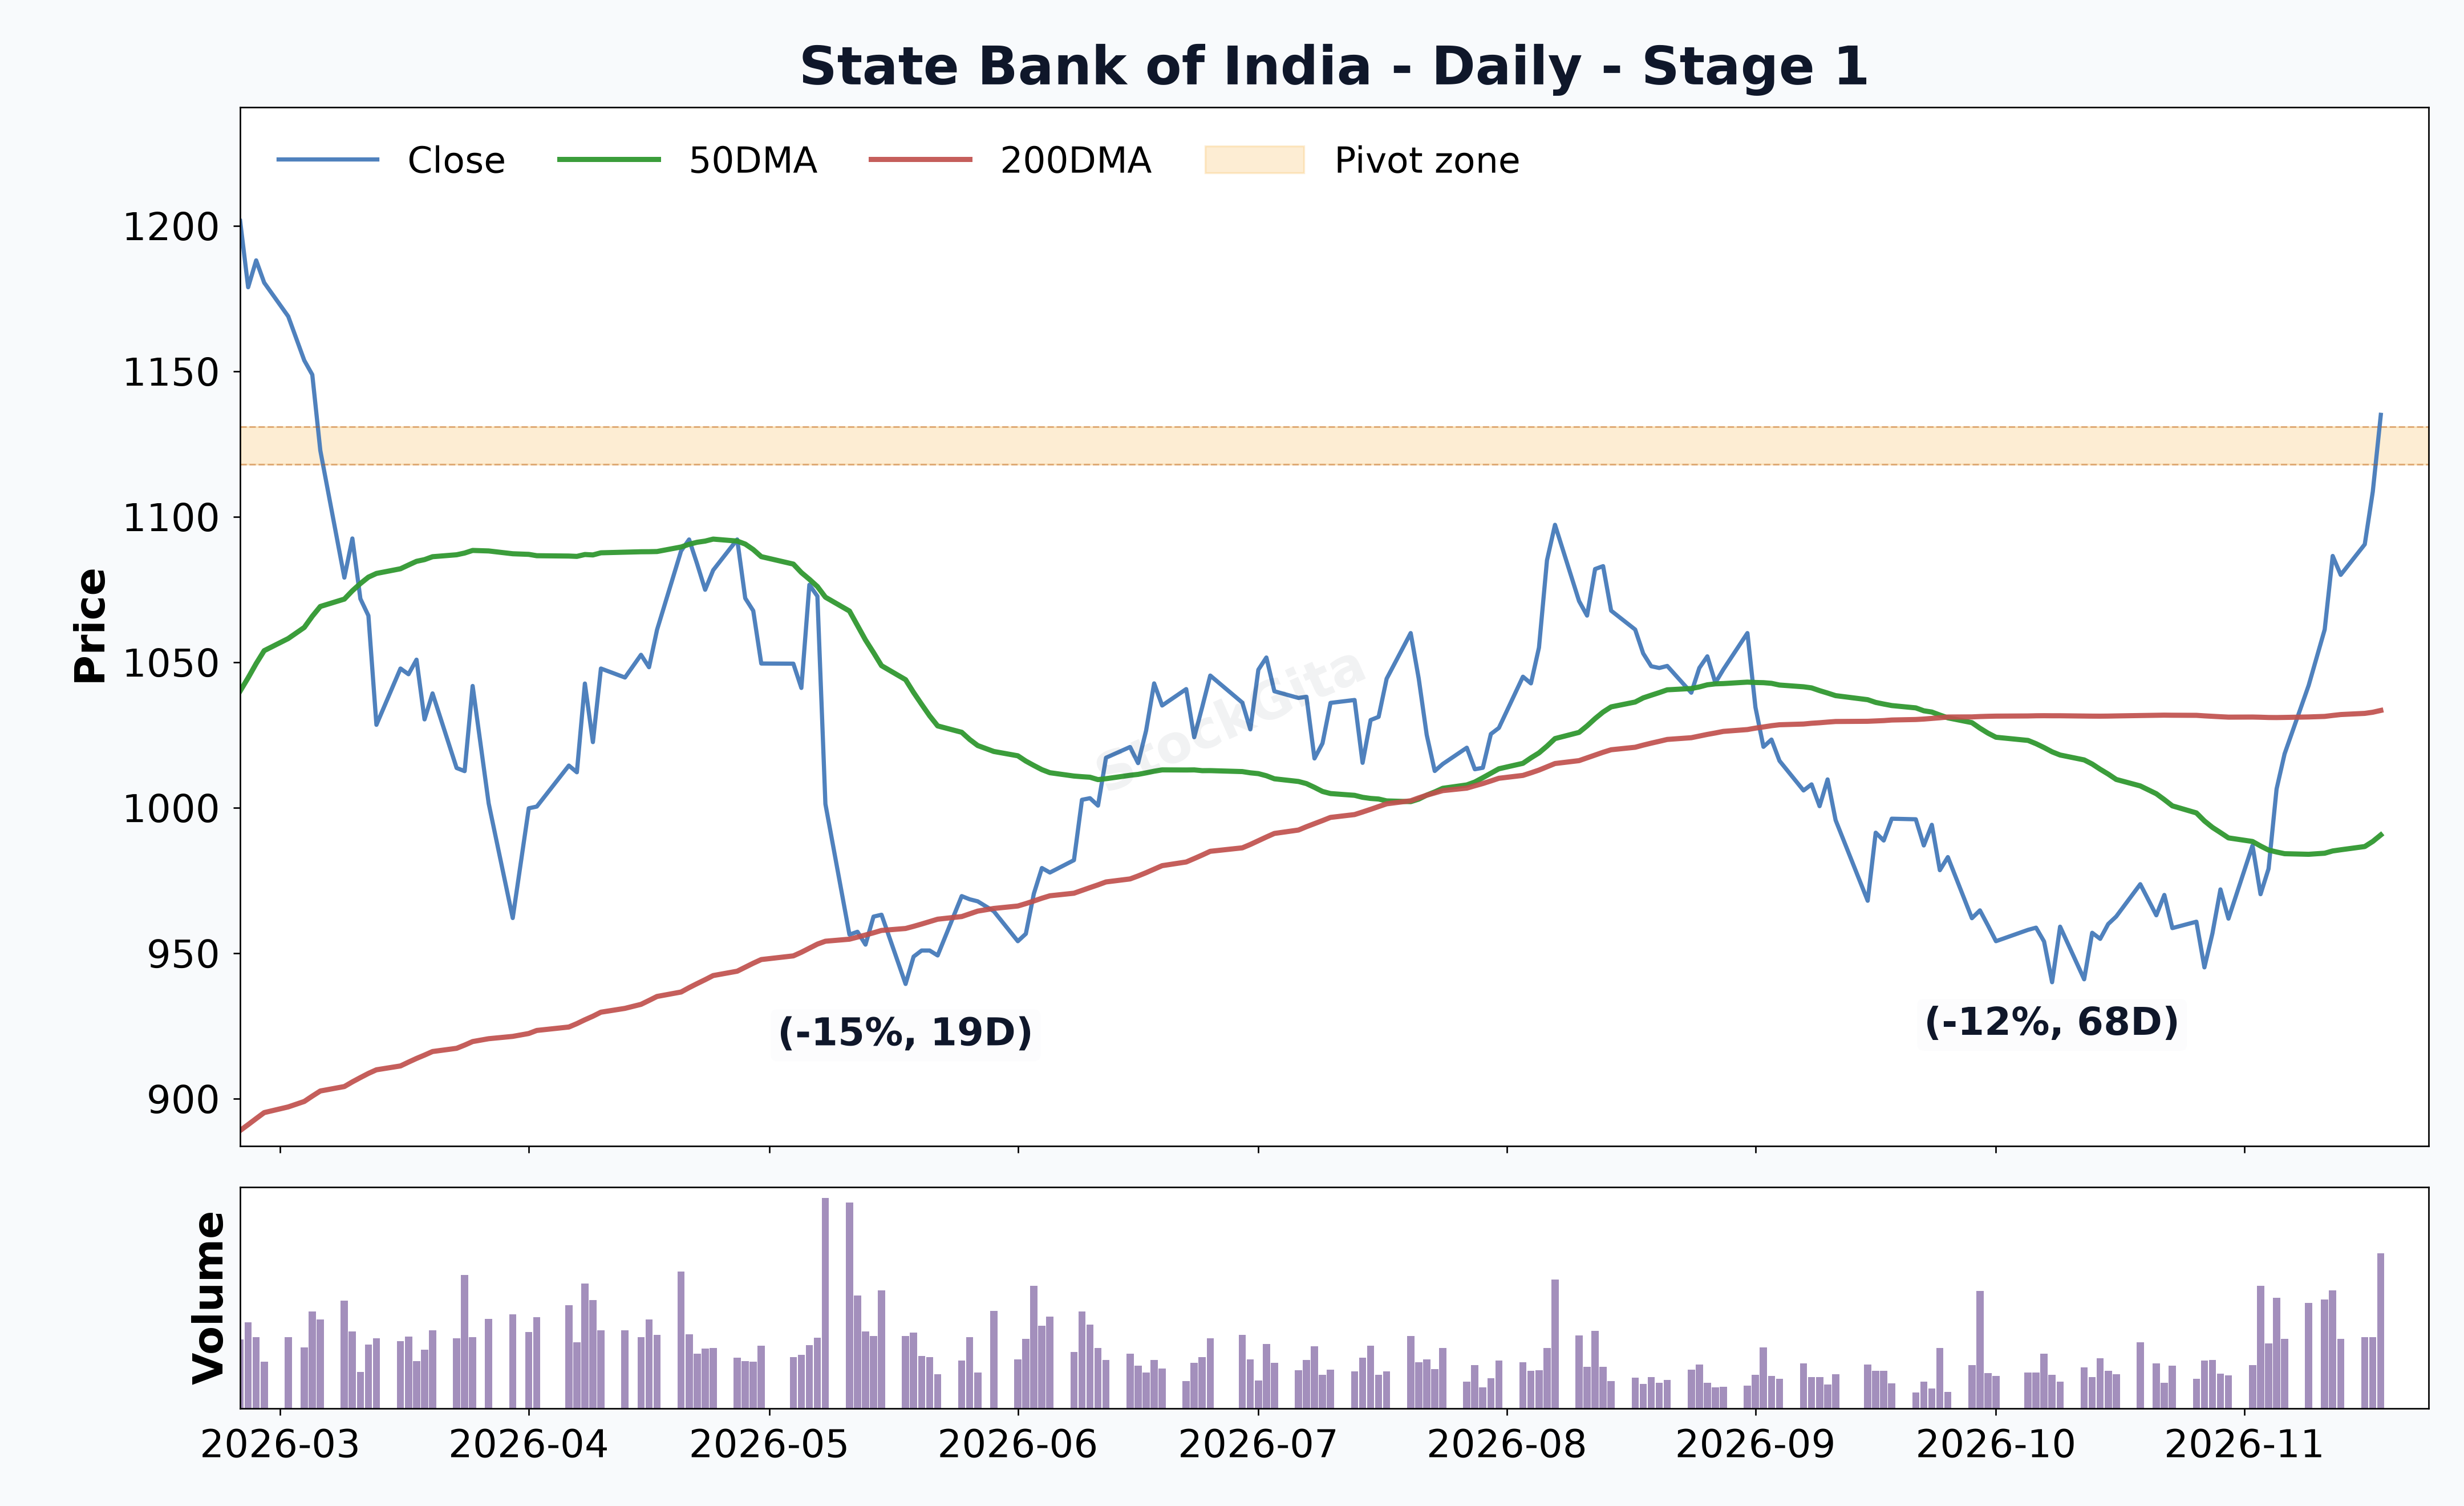 State Bank of India - Daily - Stage 1
Close 50DMA 200DMA Pivot zone
1200
1150
1100
1050
1000
950
900
Price
StockGita
(-15%, 19D)
(-12%, 68D)
Volume
2026-03 2026-04 2026-05 2026-06 2026-07 2026-08 2026-09 2026-10 2026-11